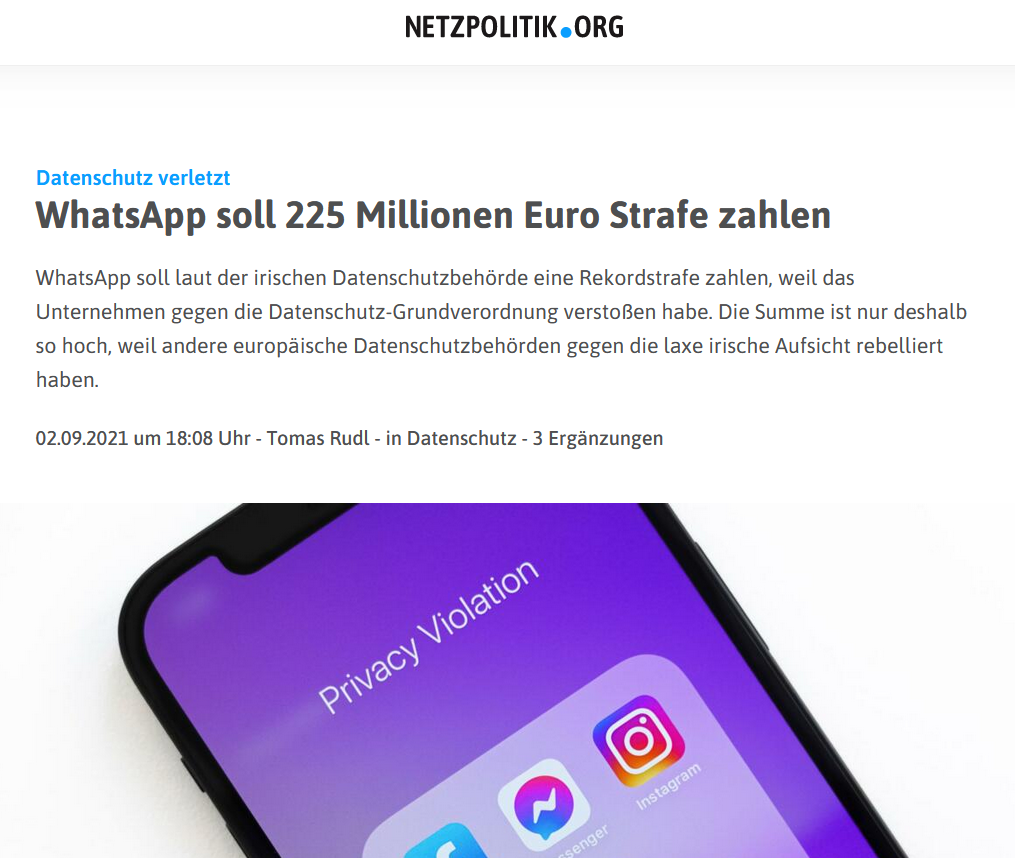 NETZPOLITIK.ORG
Datenschutz verletzt
WhatsApp soll 225 Millionen Euro Strafe zahlen
WhatsApp soll laut der irischen Datenschutzbehörde eine Rekordstrafe zahlen, weil das
Unternehmen gegen die Datenschutz-Grundverordnung verstoßen habe. Die Summe ist nur deshalb
so hoch, weil andere europäische Datenschutzbehörden gegen die laxe irische Aufsicht rebelliert
haben.
02.09.2021 um 18:08 Uhr - Tomas Rudl - in Datenschutz - 3 Ergänzungen
Privacy Violation
Instagram